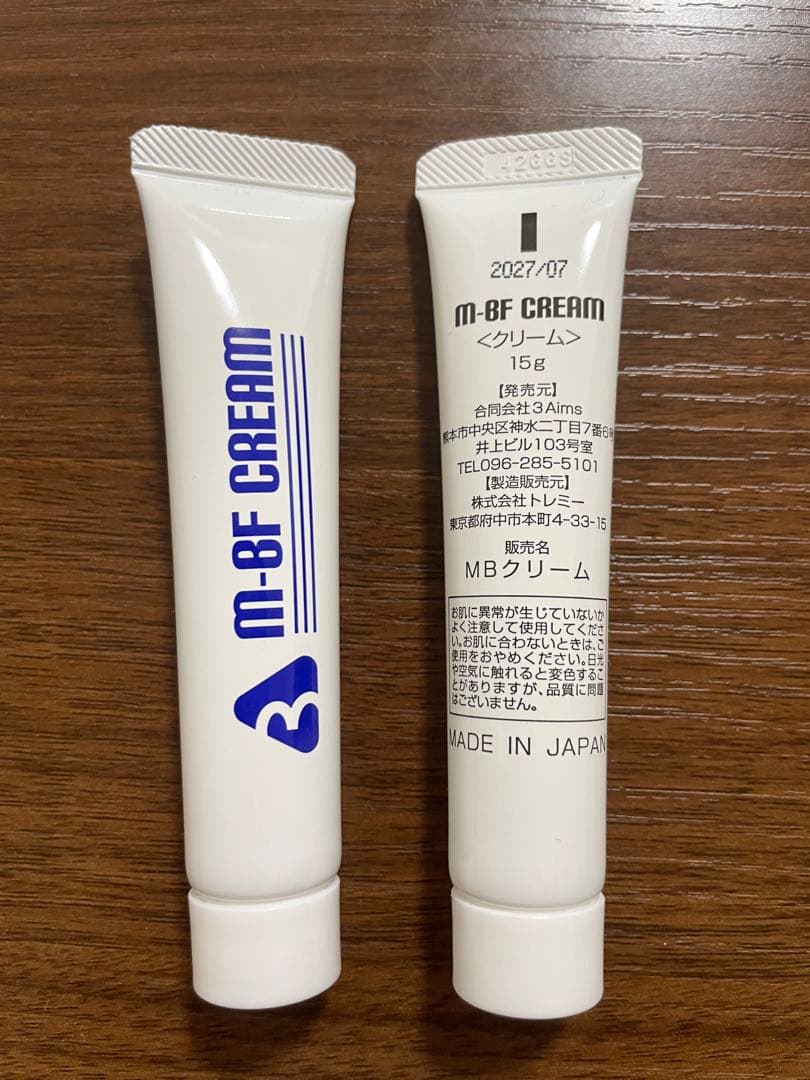 m-BF CREAM
3
42GGS
2027/07
m-BF CREAM
<クリーム>
15g
【発売元】
合同会社3Aims
熊本市中央区神水二丁目7番6号
井上ビル103号室
TEL096-285-5101
【製造販売元】
株式会社トレミー
東京都府中市本町4-33-15
販売名
MBクリーム
お肌に異常が生じていないか
よく注意して使用してくださ
い。お肌に合わないときは、ご
使用をおやめください。日光
や空気に触れると変色するこ
とがありますが、品質に問題
はございません。
MADE IN JAPAN